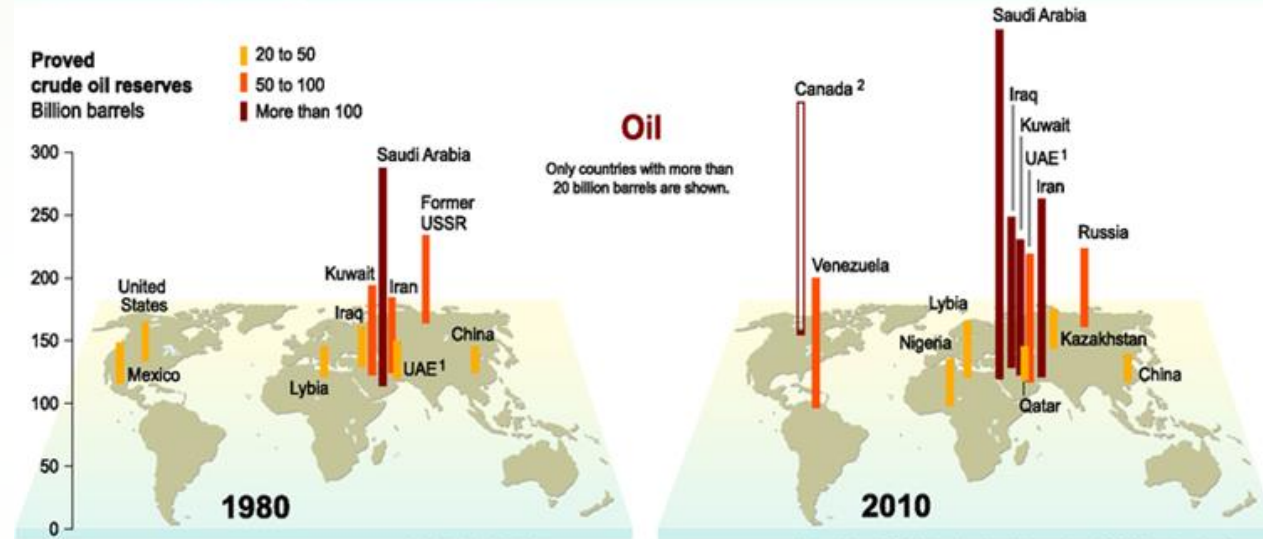 Proved
crude oil reserves
Billion barrels
20 to 50
50 to 100
More than 100
Oil
Only countries with more than
20 billion barrels are shown.
300
250
200
150
100
50
0
Saudi Arabia
Former
USSR
Kuwait
Iran
Iraq
United
States
Mexico
Lybia
UAE¹
China
1980
Saudi Arabia
Canada ²
Iraq
Kuwait
UAE¹
Iran
Russia
Venezuela
Lybia
Nigeria
Kazakhstan
China
Qatar
2010